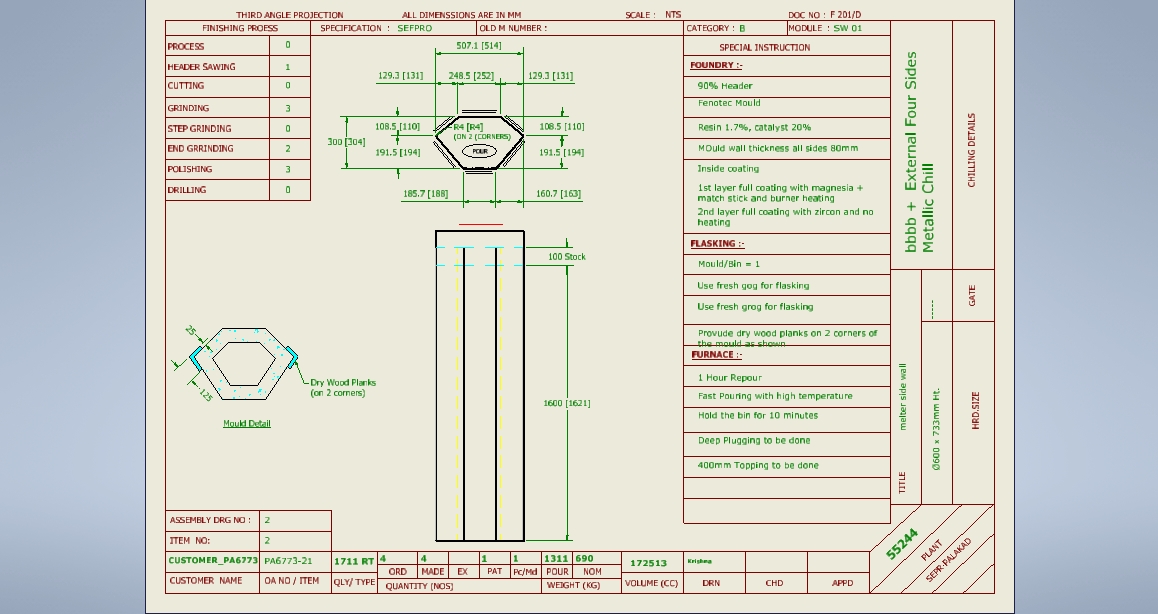 THIRD ANGLE PROJECTION ALL DIMENSSIONS ARE IN MM SCALE : NTS DOC NO : F 201/D
FINISHING PROESS SPECIFICATION : SEFPRO OLD M NUMBER : CATEGORY : B MODULE : SW 01
PROCESS 0
HEADER SAWING 1
CUTTING 0
GRINDING 3
STEP GRINDING 0
END GRRINDING 2
POLISHING 3
DRILLING 0
507.1 [514]
129.3 [131] 248.5 [252] 129.3 [131]
108.5 [110] R4 [R4] 108.5 [110]
(ON 2 (CORNERS)
300 [304]
191.5 [194] POUR 191.5 [194]
185.7 [188] 160.7 [163]
100 Stock
1600 [1621]
25
125
Dry Wood Planks
(on 2 corners)
Mould Detail
SPECIAL INSTRUCTION
FOUNDRY :-
90% Header
Fenotec Mould
Resin 1.7%, catalyst 20%
MOuld wall thickness all sides 80mm
Inside coating
1st layer full coating with magnesia +
match stick and burner heating
2nd layer full coating with zircon and no
heating
FLASKING :-
Mould/Bin = 1
Use fresh gog for flasking
Use fresh grog for flasking
Provude dry wood planks on 2 corners of
the mould as shown
FURNACE :-
1 Hour Repour
Fast Pouring with high temperature
Hold the bin for 10 minutes
Deep Plugging to be done
400mm Topping to be done
bbbb + External Four Sides
Metallic Chill
CHILLING DETAILS
-----
GATE
TITLE melter side wall
Ø600 x 733mm Ht.
HRD.SIZE
55244
PLANT
SEPR-PALAKAD
ASSEMBLY DRG NO : 2
ITEM NO: 2
CUSTOMER_PA6773 PA6773-21 1711 RT 4 4 1 1 1311 690 172513 Krishna
ORD MADE EX PAT Pc/Md POUR NOM
CUSTOMER NAME OA NO / ITEM QLY/ TYPE QUANTITY (NOS) WEIGHT (KG) VOLUME (CC) DRN CHD APPD